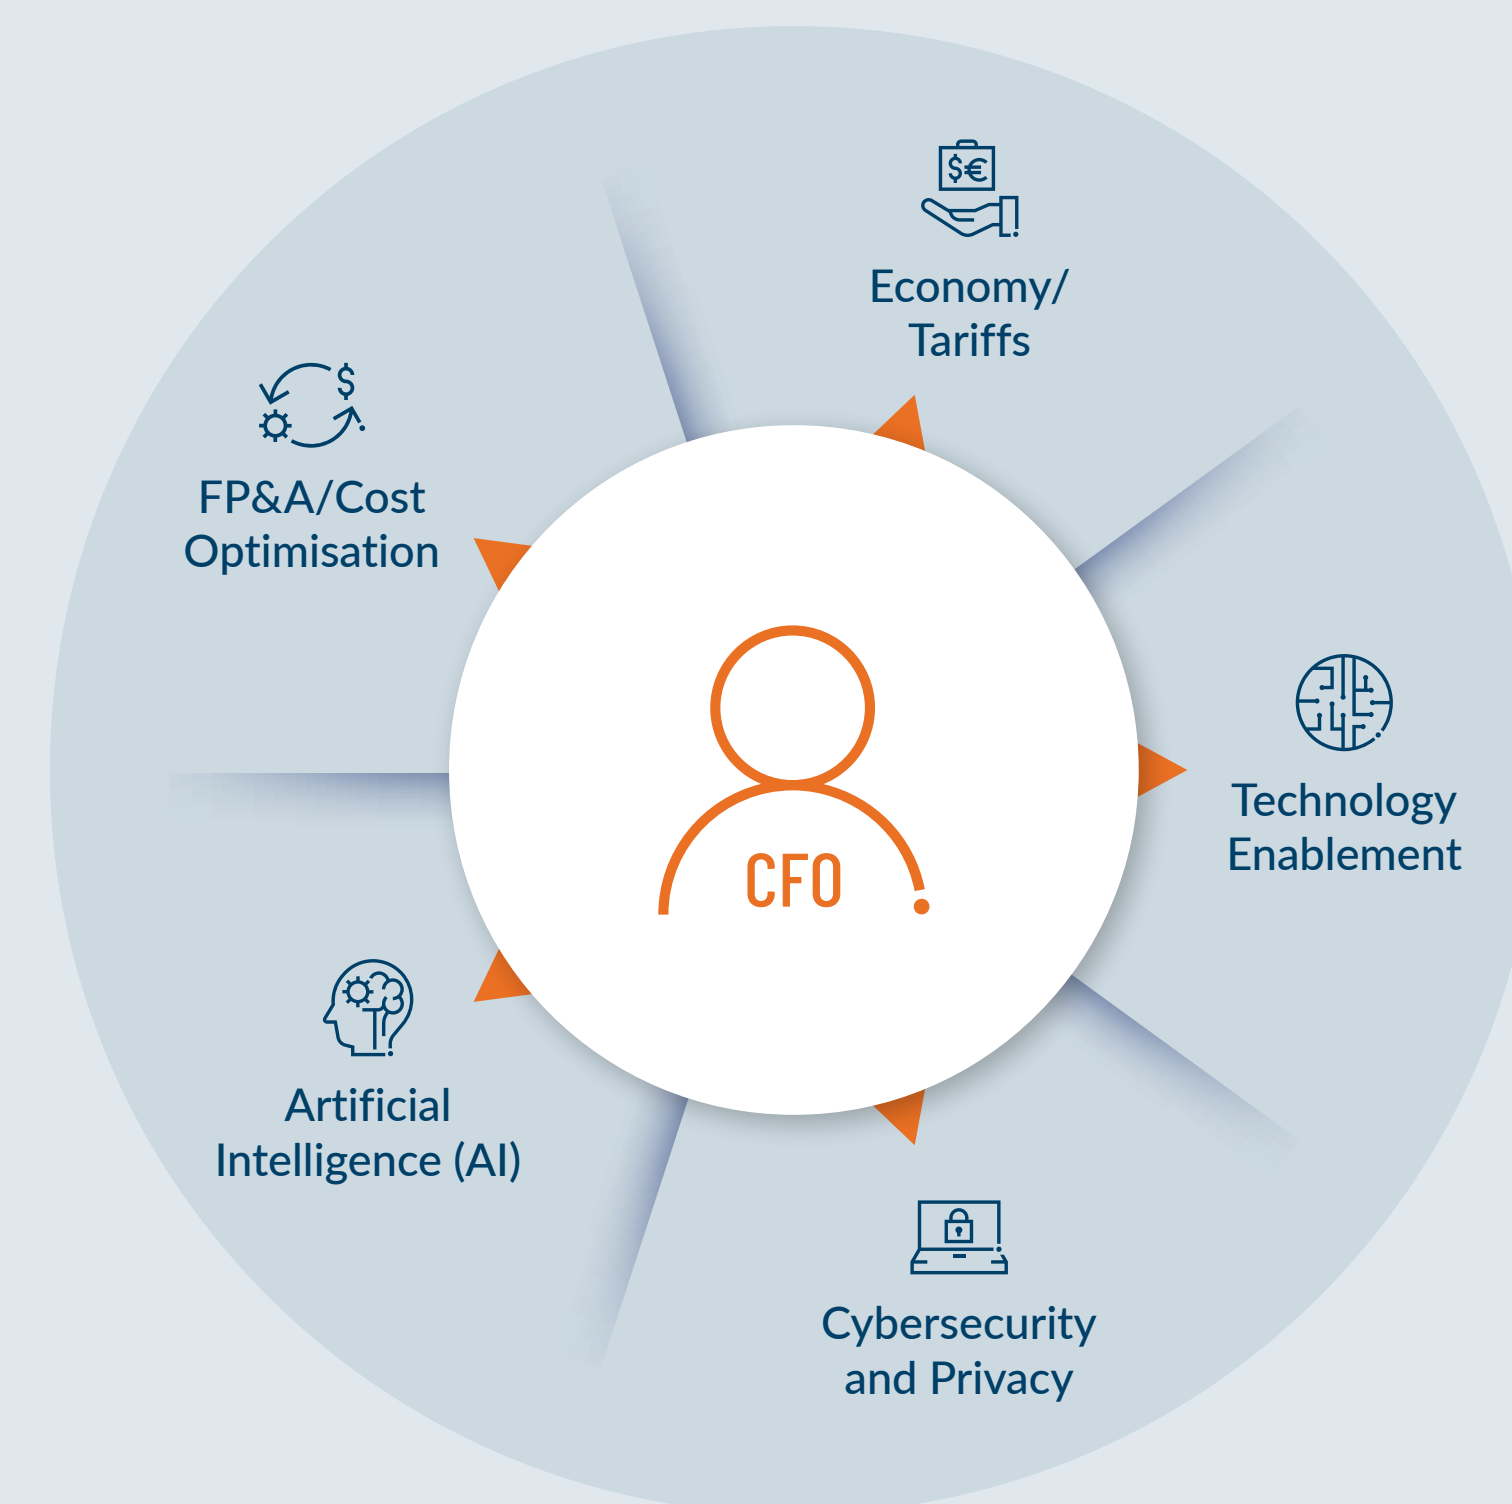 $€
Economy/
Tariffs
$
FP&A/Cost
Optimisation
Technology
Enablement
CFO
Artificial
Intelligence (AI)
Cybersecurity
and Privacy